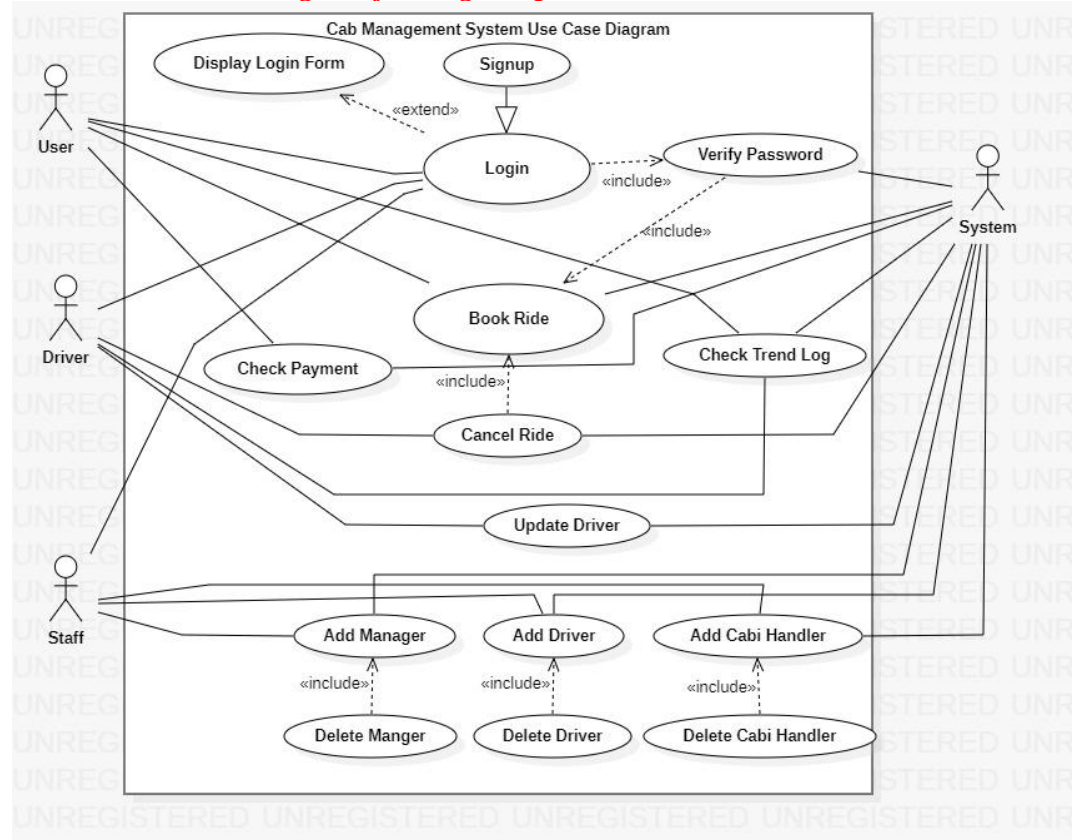 Cab Management System Use Case Diagram
Display Login Form
Signup
«extend»
User
Login
Verify Password
«include»
System
«include»
Driver
Book Ride
Check Payment
Check Trend Log
«include»
Cancel Ride
Update Driver
Staff
Add Manager
Add Driver
Add Cabi Handler
«include»
«include»
«include»
Delete Manger
Delete Driver
Delete Cabi Handler
UNREGISTERED UNREGISTERED UNREGISTERED UNREGISTERED UNR